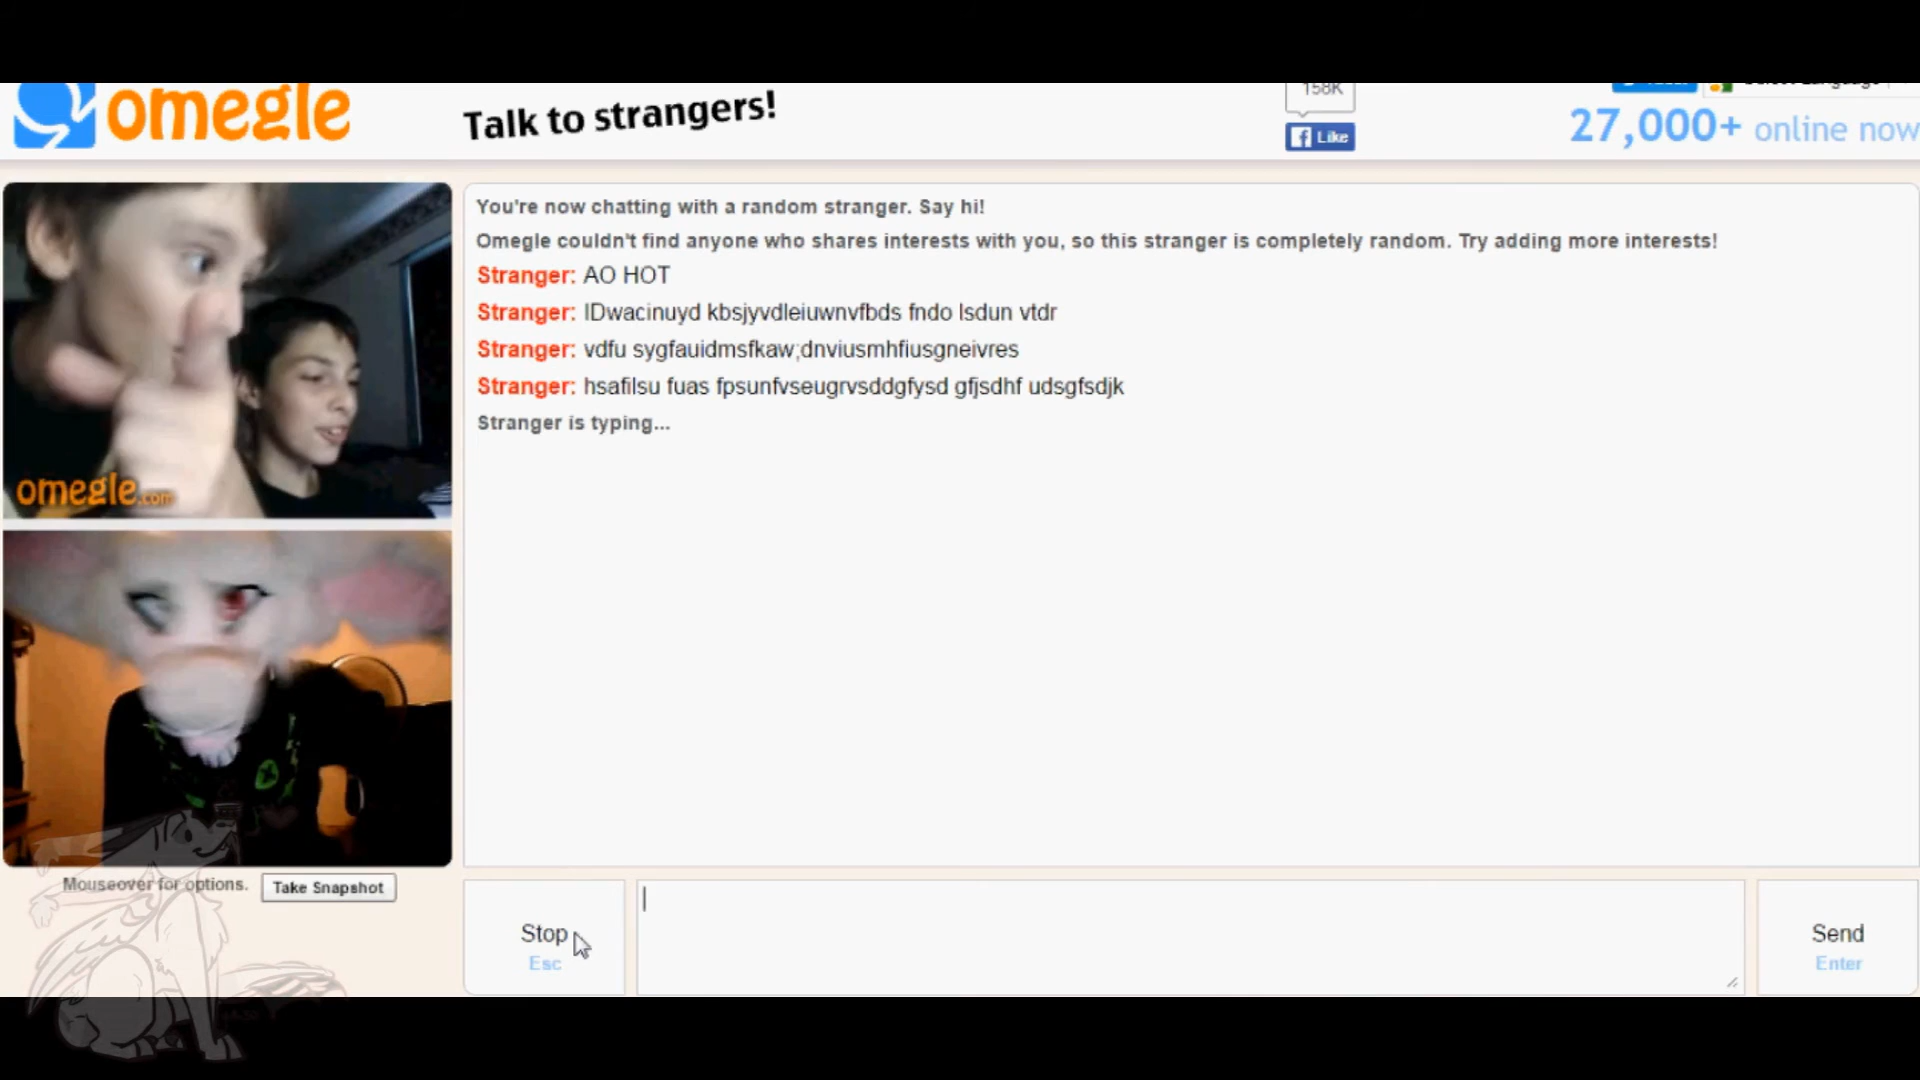 omegle
Talk to strangers!
158K
Like
27,000+ online now
You're now chatting with a random stranger. Say hi!
Omegle couldn't find anyone who shares interests with you, so this stranger is completely random. Try adding more interests!
Stranger: AO HOT
Stranger: IDwacinuyd kbsjyvdleiuwnvfbds fndo lsdun vtdr
Stranger: vdfu sygfauidmsfkaw;dnviusmhfiusgneivres
Stranger: hsafilsu fuas fpsunfvseugrvsddgfysd gfjsdhf udsgfsdjk
Stranger is typing...
omegle.com
Mouseover for options.
Take Snapshot
Stop
Esc
Send
Enter